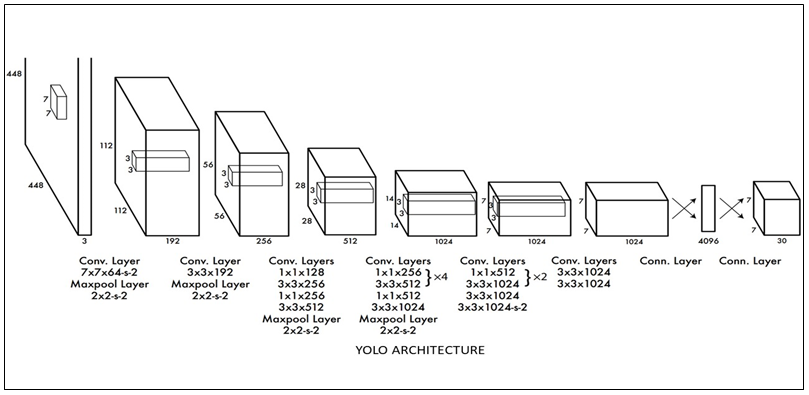 448
448
3
7
7
112
112
192
3
3
56
56
256
3
3
28
28
512
3
3
14
14
1024
3
3
7
7
1024
3
3
7
7
1024
4096
7
7
30
Conv. Layer
7x7x64-s-2
Maxpool Layer
2x2-s-2
Conv. Layer
3x3x192
Maxpool Layer
2x2-s-2
Conv. Layers
1x1x128
3x3x256
1x1x256
3x3x512
Maxpool Layer
2x2-s-2
Conv. Layers
1x1x256
3x3x512
}×4
1x1x512
3x3x1024
Maxpool Layer
2x2-s-2
Conv. Layers
1x1x512
3x3x1024
}×2
3x3x1024
3x3x1024-s-2
Conv. Layers
3x3x1024
3x3x1024
Conn. Layer
Conn. Layer
YOLO ARCHITECTURE